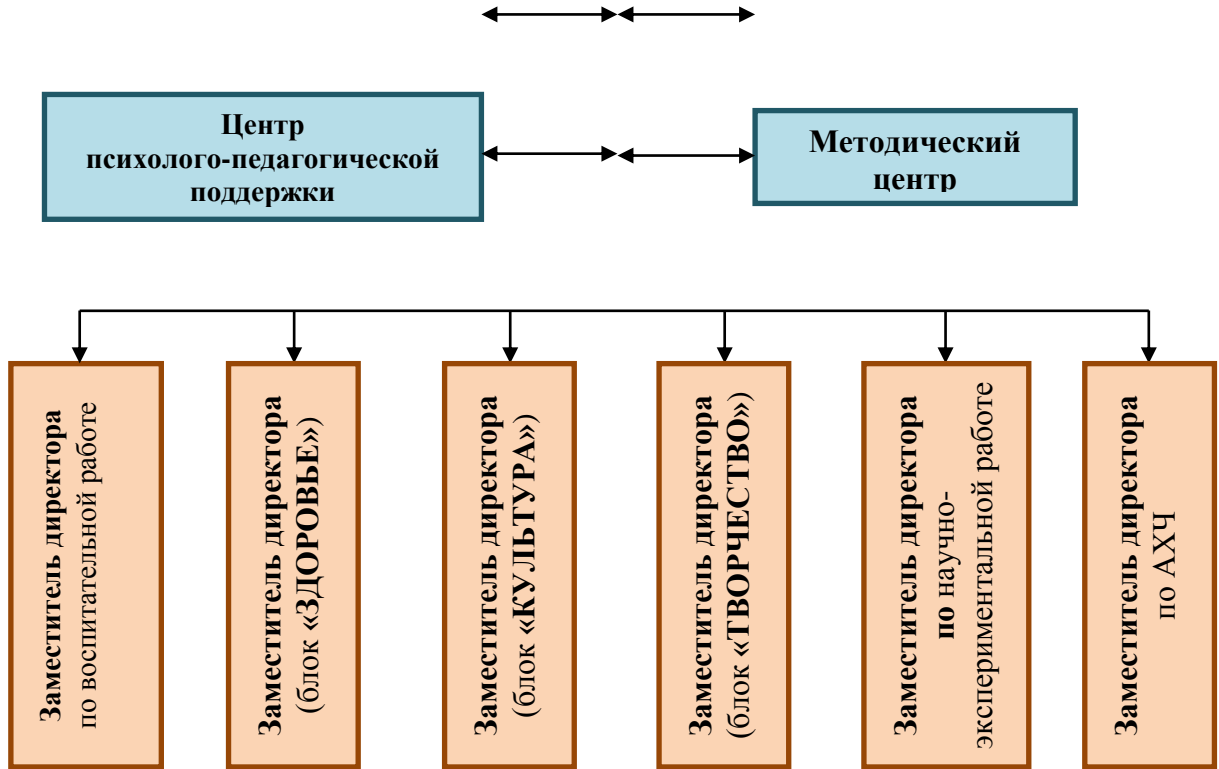 Центр
психолого-педагогической
поддержки
Методический
центр
Заместитель директора
по воспитательной работе
Заместитель директора
(блок «ЗДОРОВЬЕ»)
Заместитель директора
(блок «КУЛЬТУРА»)
Заместитель директора
(блок «ТВОРЧЕСТВО»)
Заместитель директора
по научно-
экспериментальной работе
Заместитель директора
по АХЧ